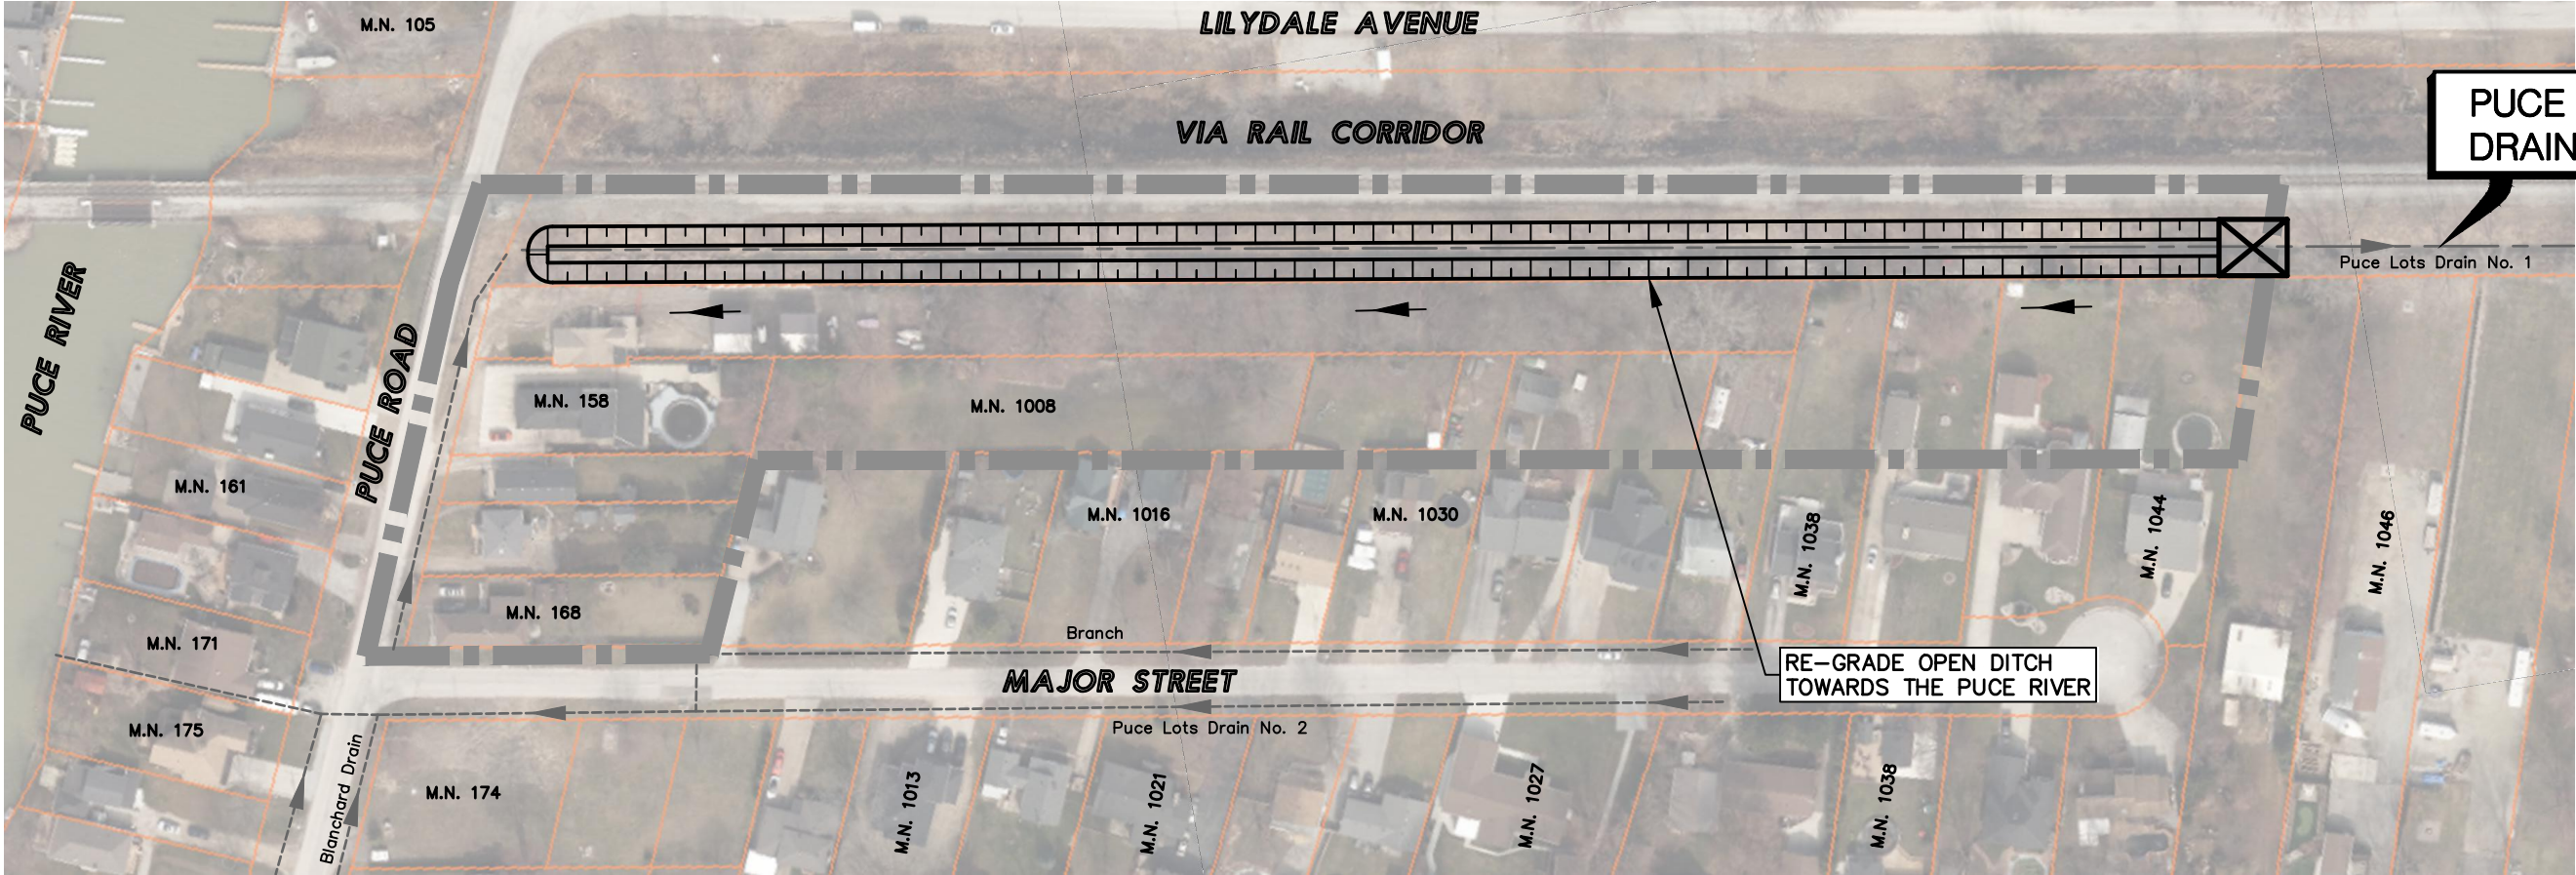 M.N. 105
LILYDALE AVENUE
PUCE
DRAIN
VIA RAIL CORRIDOR
Puce Lots Drain No. 1
PUCE RIVER
PUCE ROAD
M.N. 158
M.N. 1008
M.N. 161
M.N. 1016
M.N. 1030
M.N. 1038
M.N. 1044
M.N. 1046
M.N. 168
M.N. 171
Branch
RE-GRADE OPEN DITCH
TOWARDS THE PUCE RIVER
MAJOR STREET
M.N. 175
Puce Lots Drain No. 2
Blanchard Drain
M.N. 174
M.N. 1013
M.N. 1021
M.N. 1027
M.N. 1038